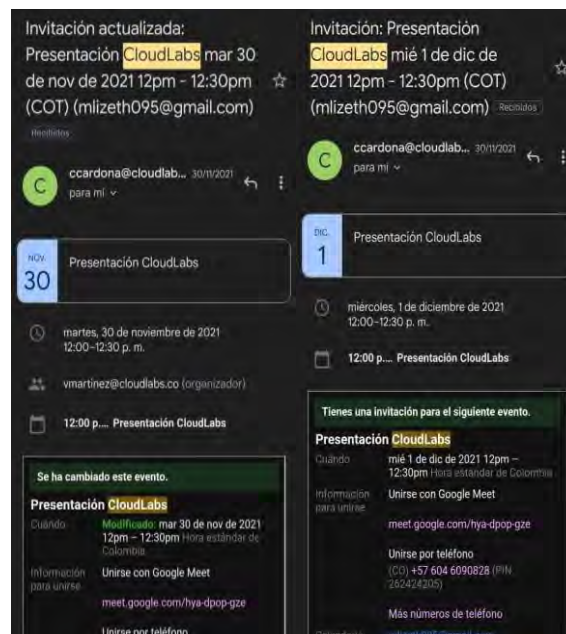 Invitación actualizada:
Presentación CloudLabs mar 30
de nov de 2021 12pm - 12:30pm
(COT) (mlizeth095@gmail.com)
Recibidos
C
ccardona@cloudlab... 30/11/2021
para mí
NOV.
30
Presentación CloudLabs
martes, 30 de noviembre de 2021
12:00–12:30 p. m.
vmartinez@cloudlabs.co (organizador)
12:00 p.... Presentación CloudLabs
Se ha cambiado este evento.
Presentación CloudLabs
Cuándo
Modificado: mar 30 de nov de 2021
12pm – 12:30pm Hora estándar de
Colombia
Información
para unirse
Unirse con Google Meet
meet.google.com/hya-dpop-gze
Unirse por teléfono
Invitación: Presentación
CloudLabs mié 1 de dic de
2021 12pm - 12:30pm (COT)
(mlizeth095@gmail.com) Recibidos
C
ccardona@cloudlab... 30/11/2021
para mí
DIC.
1
Presentación CloudLabs
miércoles, 1 de diciembre de 2021
12:00–12:30 p. m.
12:00 p.... Presentación CloudLabs
Tienes una invitación para el siguiente evento.
Presentación CloudLabs
Cuándo
mié 1 de dic de 2021 12pm –
12:30pm Hora estándar de Colombia
Información
para unirse
Unirse con Google Meet
meet.google.com/hya-dpop-gze
Unirse por teléfono
(CO) +57 604 6090828 (PIN:
262424205)
Más números de teléfono